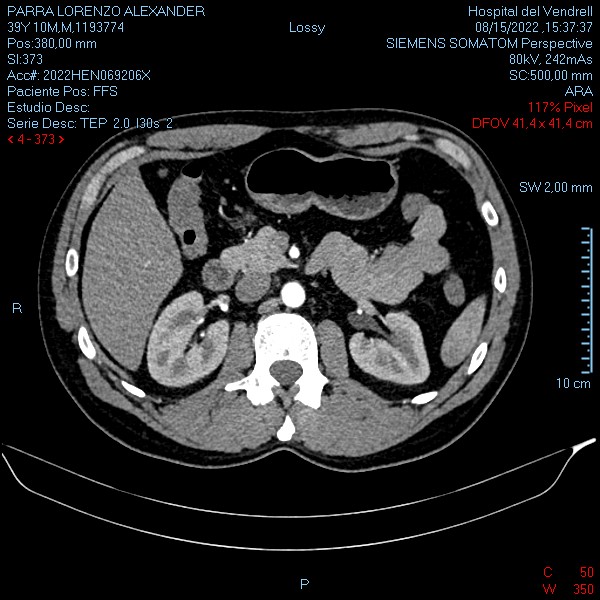 PARRA LORENZO ALEXANDER
39Y 10M,M,1193774
Pos:380,00 mm
SI:373
Acc#: 2022HEN069206X
Paciente Pos: FFS
Estudio Desc:
Serie Desc: TEP 2.0 I30s 2
< 4 - 373 >
Lossy
Hospital del Vendrell
08/15/2022 ,15:37:37
SIEMENS SOMATOM Perspective
80kV, 242mAs
SC:500,00 mm
ARA
117% Pixel
DFOV 41,4 x 41,4 cm
SW 2,00 mm
R
10 cm
P
C 50
W 350